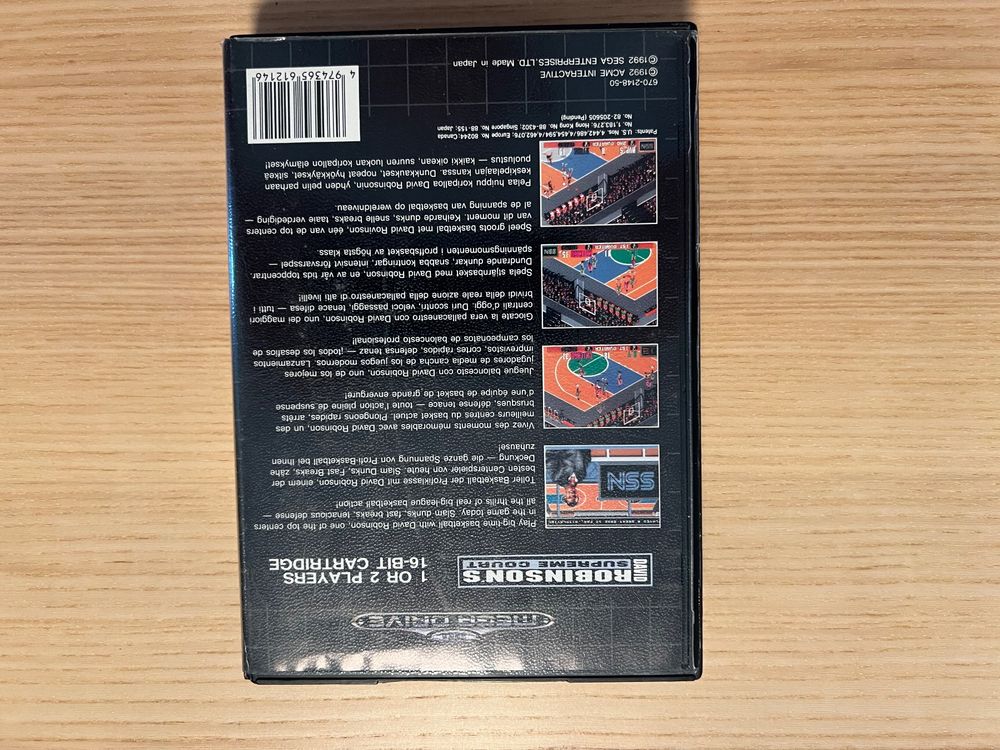 MEGA DRIVE
DAVID
ROBINSON'S
SUPREME COURT
1 OR 2 PLAYERS
16-BIT CARTRIDGE
Play big-time basketball with David Robinson, one of the top centers
in the game today. Slam dunks, fast breaks, tenacious defense —
all the thrills of real big-league basketball action!
Toller Basketball der Profiklasse mit David Robinson, einem der
besten Centerspieler von heute. Slam Dunks, Fast Breaks, zähe
Deckung — die ganze Spannung von Profi-Basketball bei Ihnen
zuhause!
Vivez des moments mémorables avec David Robinson, un des
meilleurs centres du basket actuel. Plongeons rapides, arrêts
brusques, défense tenace — toute l'action pleine de suspense
d'une équipe de basket de grande envergure!
Juegue baloncesto con David Robinson, uno de los mejores
jugadores de media cancha de los juegos modernos. Lanzamientos
imprevistos, cortes rápidos, defensa tenaz — ¡todos los desafíos de
los campeonatos de baloncesto profesional!
Giocate la vera pallacanestro con David Robinson, uno dei maggiori
centrali d'oggi. Duri scontri, veloci passaggi, tenace difesa — tutti i
brividi della reale azione della pallacanestro di alti livelli!
Spela stjärnbasket med David Robinson, en av vår tids toppcentrar.
Dundrande dunkar, snabba kontringar, intensivt försvarsspel —
spänningsmomenten i proffsbasket av högsta klass.
Speel groots basketbal met David Rovinson, één van de top centers
van dit moment. Keiharde dunks, snelle breaks, taaie verdediging —
al de spanning van basketbal op wereldniveau.
Pelaa huippu koripalloa David Robinsonin, yhden pelin parhaan
keskipelaajan kanssa. Dunkkaukset, nopeat hyökkäykset, sitkeä
puolustus — kaikki oikean, suuren luokan koripallon elämykset!
NSS
1ST QUARTER
1ST QUARTER
2ND QUARTER
NSS
Patents: U.S. Nos. 4,442,486/4,454,594/4,462,076; Europe No. 80244; Canada
No. 1,183,276; Hong Kong No. 88-4302; Singapore No. 88-155; Japan
No. 82-205605 (Pending)
670-2148-50
©1992 ACME INTERACTIVE
©1992 SEGA ENTERPRISES,LTD. Made in Japan
4 974365 612146